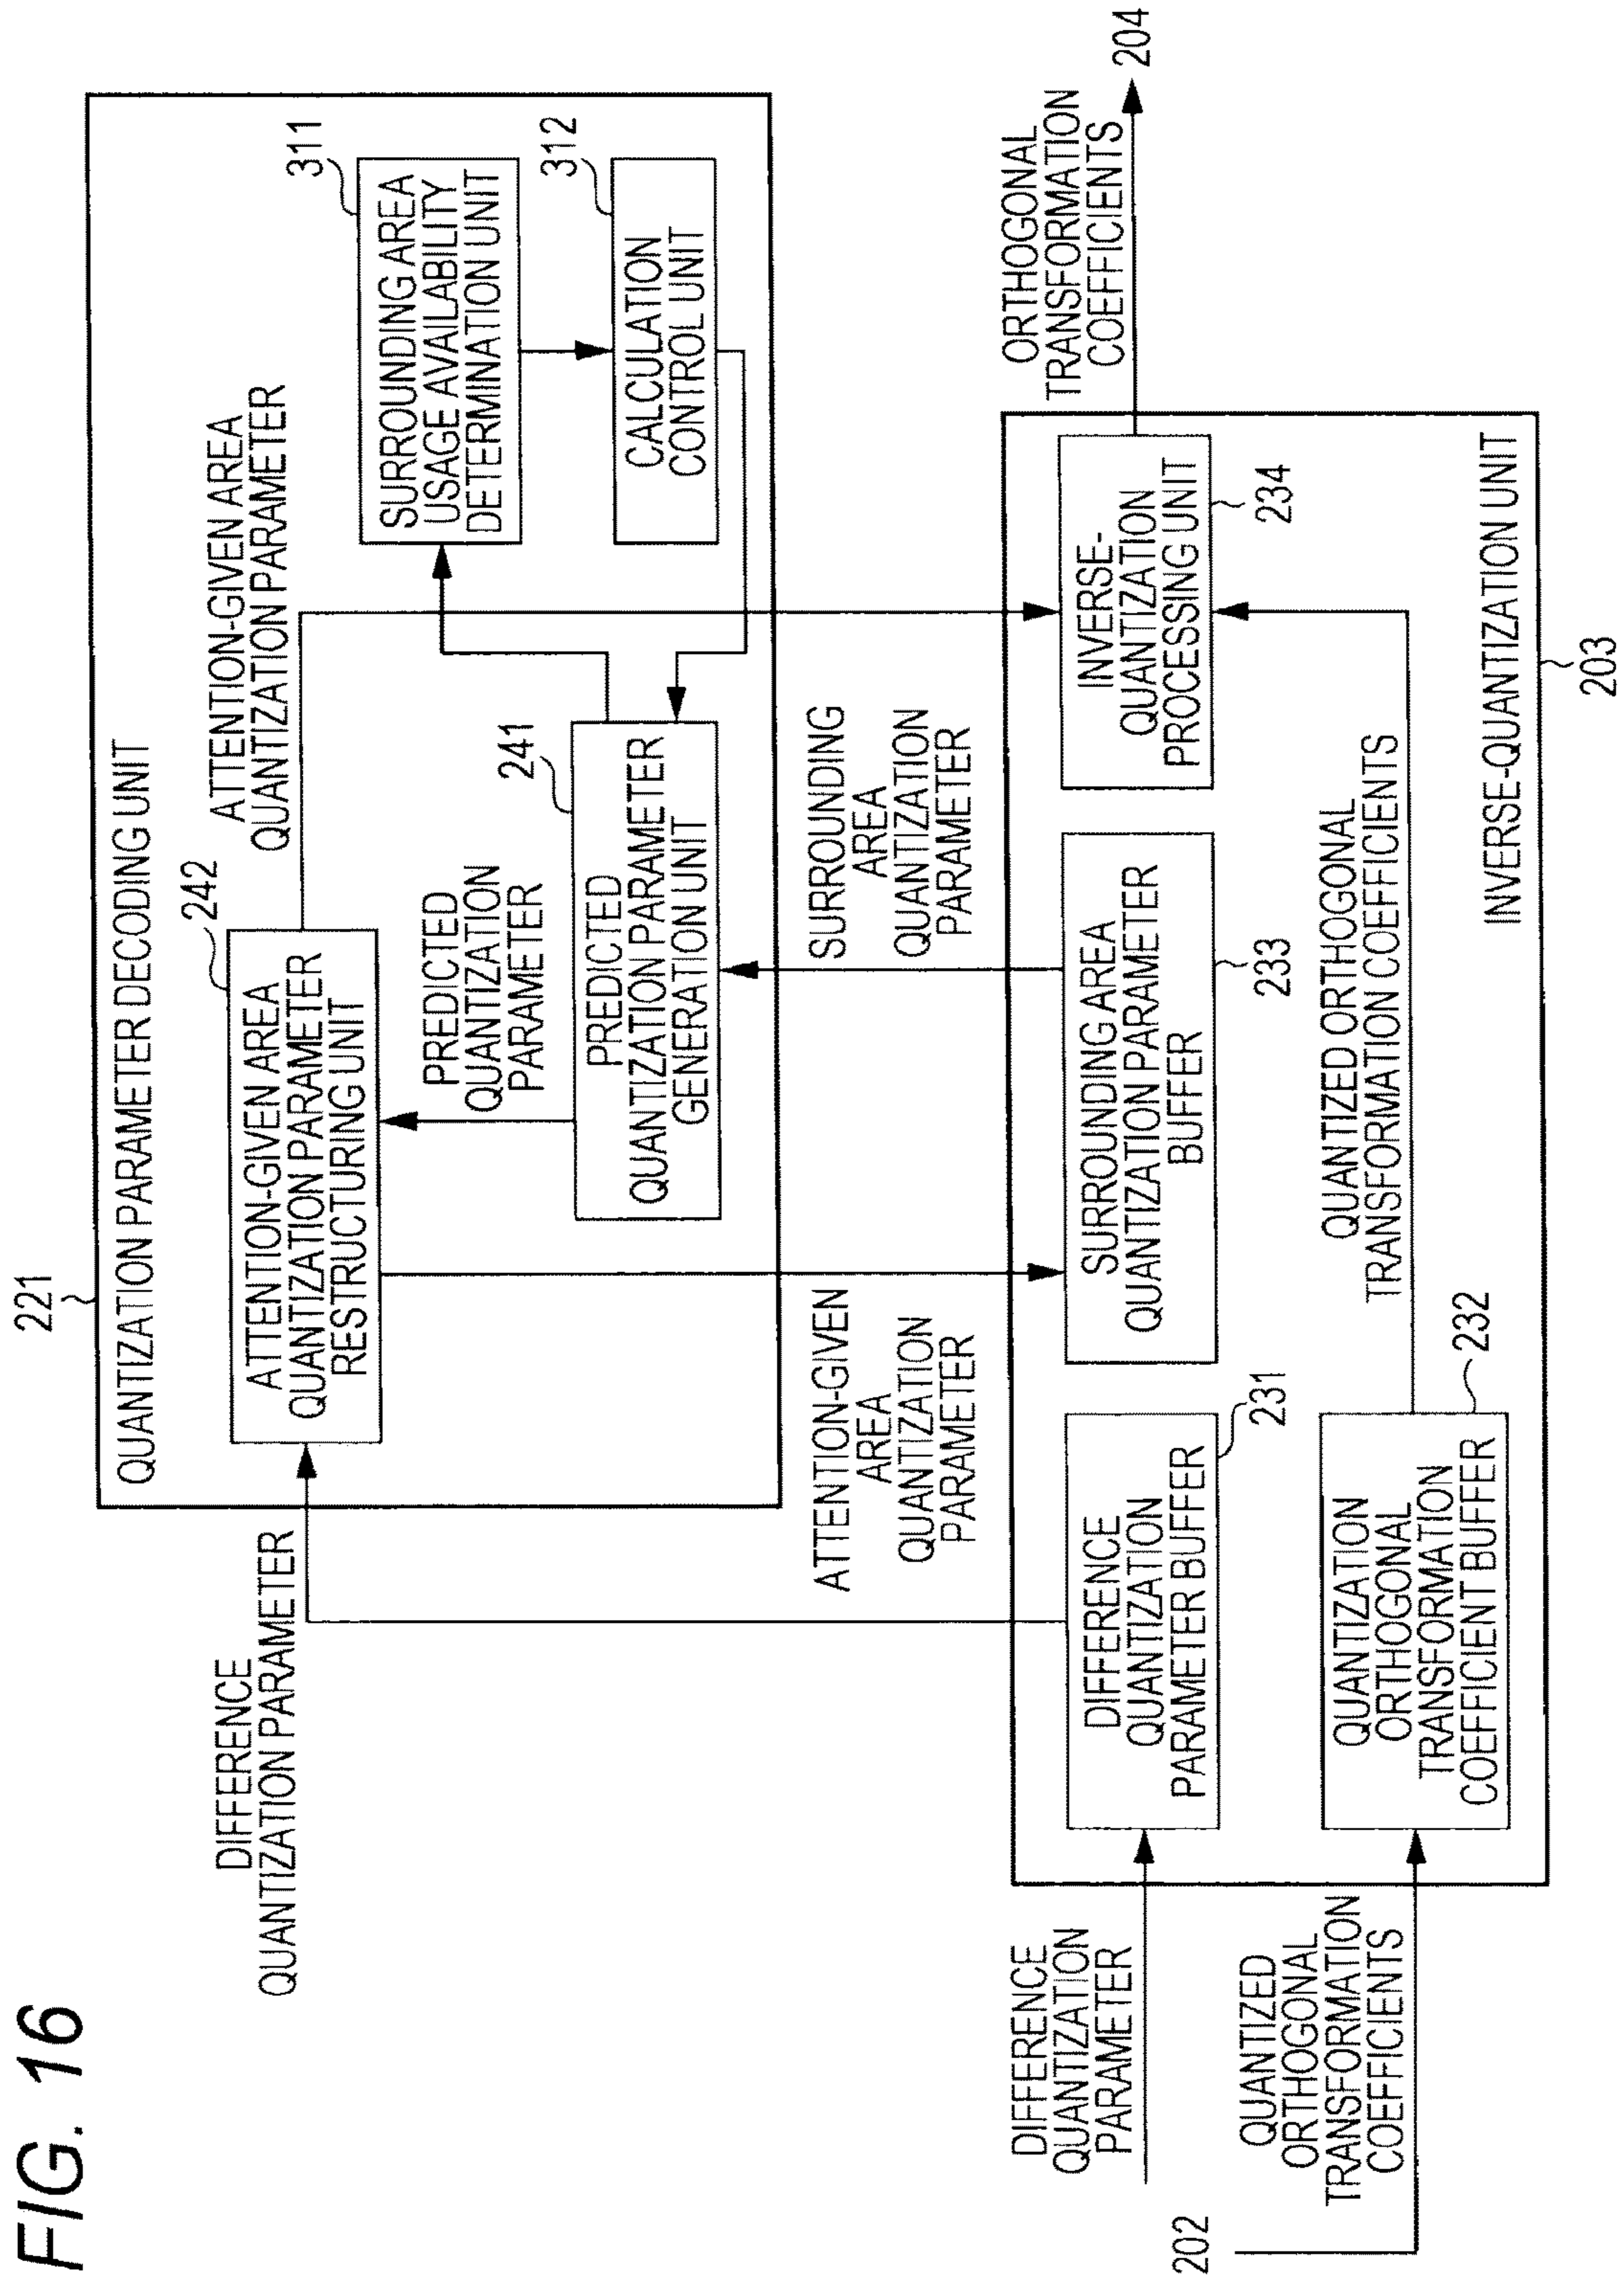 FIG. 16
221
QUANTIZATION PARAMETER DECODING UNIT
DIFFERENCE
QUANTIZATION PARAMETER
242
ATTENTION-GIVEN AREA
QUANTIZATION PARAMETER
RESTRUCTURING UNIT
ATTENTION-GIVEN AREA
QUANTIZATION PARAMETER
311
SURROUNDING AREA
USAGE AVAILABILITY
DETERMINATION UNIT
PREDICTED
QUANTIZATION
PARAMETER
241
PREDICTED
QUANTIZATION PARAMETER
GENERATION UNIT
312
CALCULATION
CONTROL UNIT
ATTENTION-GIVEN
AREA
QUANTIZATION
PARAMETER
SURROUNDING
AREA
QUANTIZATION
PARAMETER
DIFFERENCE
QUANTIZATION
PARAMETER
DIFFERENCE
QUANTIZATION
PARAMETER BUFFER
231
SURROUNDING AREA
QUANTIZATION PARAMETER
BUFFER
233
INVERSE-
QUANTIZATION
PROCESSING UNIT
234
ORTHOGONAL
TRANSFORMATION
COEFFICIENTS
204
202
QUANTIZED
ORTHOGONAL
TRANSFORMATION
COEFFICIENTS
QUANTIZATION
ORTHOGONAL
TRANSFORMATION
COEFFICIENT BUFFER
232
QUANTIZED ORTHOGONAL
TRANSFORMATION COEFFICIENTS
INVERSE-QUANTIZATION UNIT
203